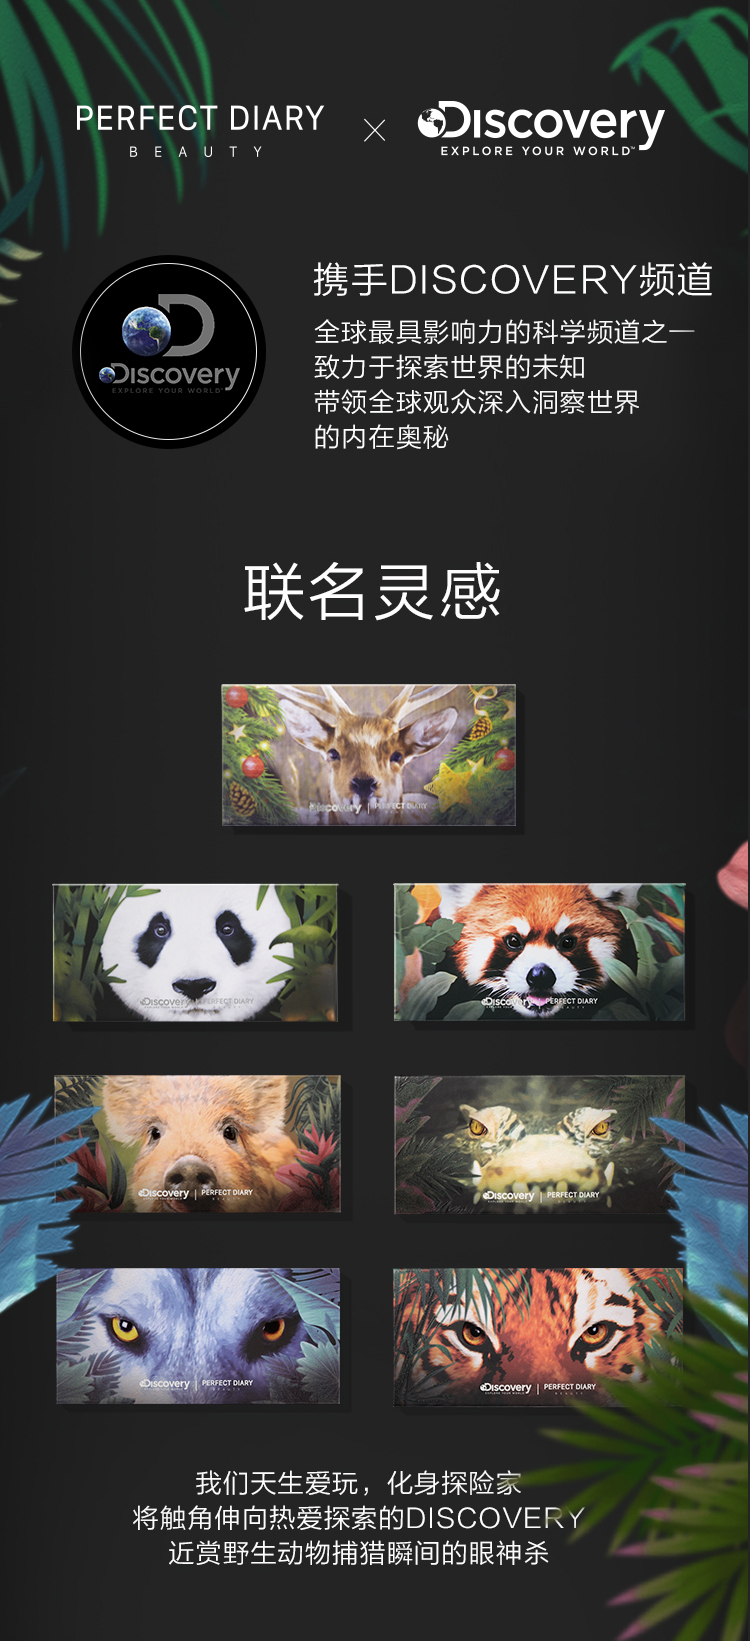 PERFECT DIARY
BEAUTY
×
Discovery
EXPLORE YOUR WORLD™
Discovery
EXPLORE YOUR WORLD
携手DISCOVERY频道
全球最具影响力的科学频道之一
致力于探索世界的未知
带领全球观众深入洞察世界
的内在奥秘
联名灵感
Discovery | PERFECT DIARY
Discovery | PERFECT DIARY
Discovery | PERFECT DIARY
Discovery | PERFECT DIARY
Discovery | PERFECT DIARY
Discovery | PERFECT DIARY
Discovery | PERFECT DIARY
我们天生爱玩，化身探险家
将触角伸向热爱探索的DISCOVERY
近赏野生动物捕猎瞬间的眼神杀